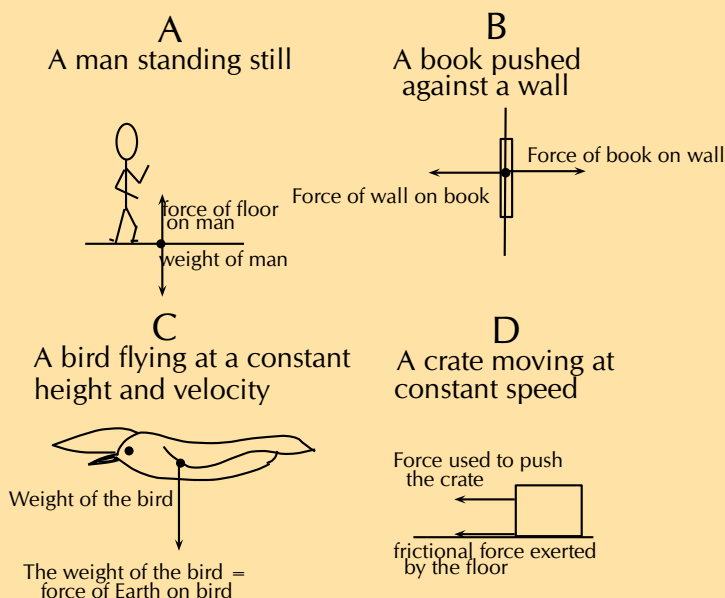 A
A man standing still
force of floor
on man
weight of man
B
A book pushed
against a wall
Force of book on wall
Force of wall on book
C
A bird flying at a constant
height and velocity
Weight of the bird
The weight of the bird =
force of Earth on bird
D
A crate moving at
constant speed
Force used to push
the crate
frictional force exerted
by the floor